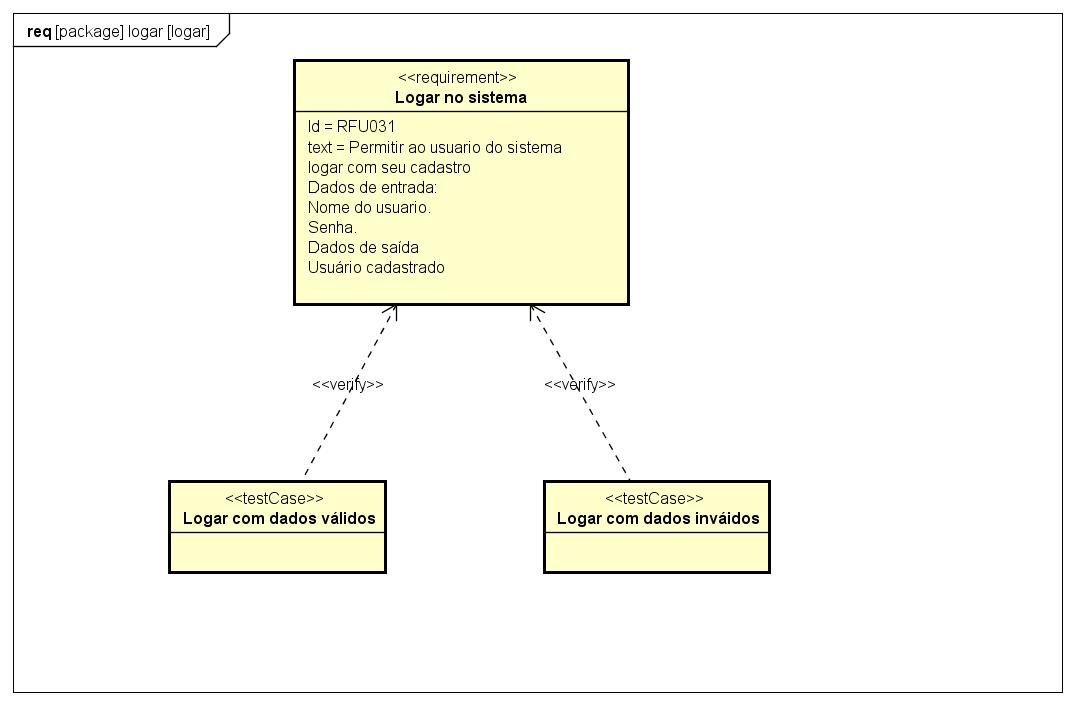 req [package] logar [logar]
<<requirement>>
Logar no sistema
Id = RFU031
text = Permitir ao usuario do sistema
logar com seu cadastro
Dados de entrada:
Nome do usuario.
Senha.
Dados de saída
Usuário cadastrado
<<verify>>
<<verify>>
<<testCase>>
Logar com dados válidos
<<testCase>>
Logar com dados inváidos